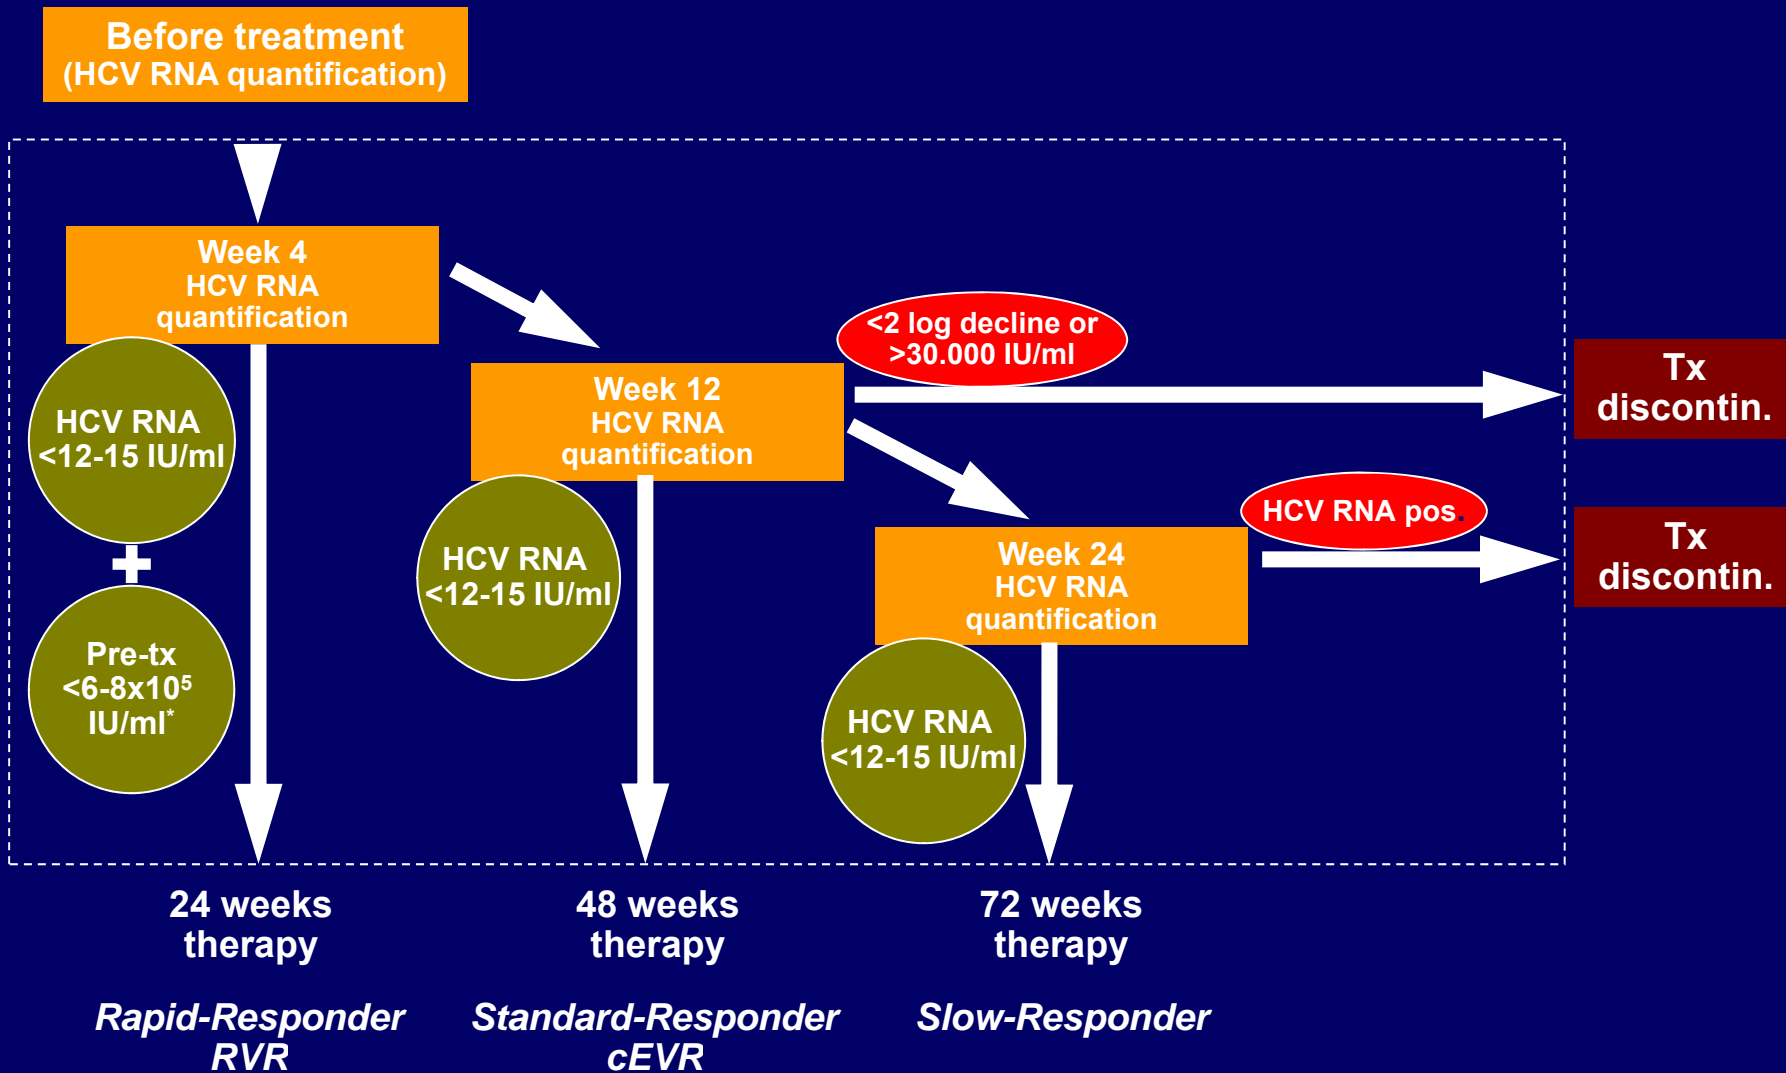 Before treatment
(HCV RNA quantification)
Week 4
HCV RNA
quantification
HCV RNA
<12-15 IU/ml
Pre-tx
<6-8x10⁵
IU/ml*
Week 12
HCV RNA
quantification
HCV RNA
<12-15 IU/ml
<2 log decline or
>30.000 IU/ml
Tx
discontin.
Week 24
HCV RNA
quantification
HCV RNA
<12-15 IU/ml
HCV RNA pos.
Tx
discontin.
24 weeks
therapy
Rapid-Responder
RVR
48 weeks
therapy
Standard-Responder
cEVR
72 weeks
therapy
Slow-Responder